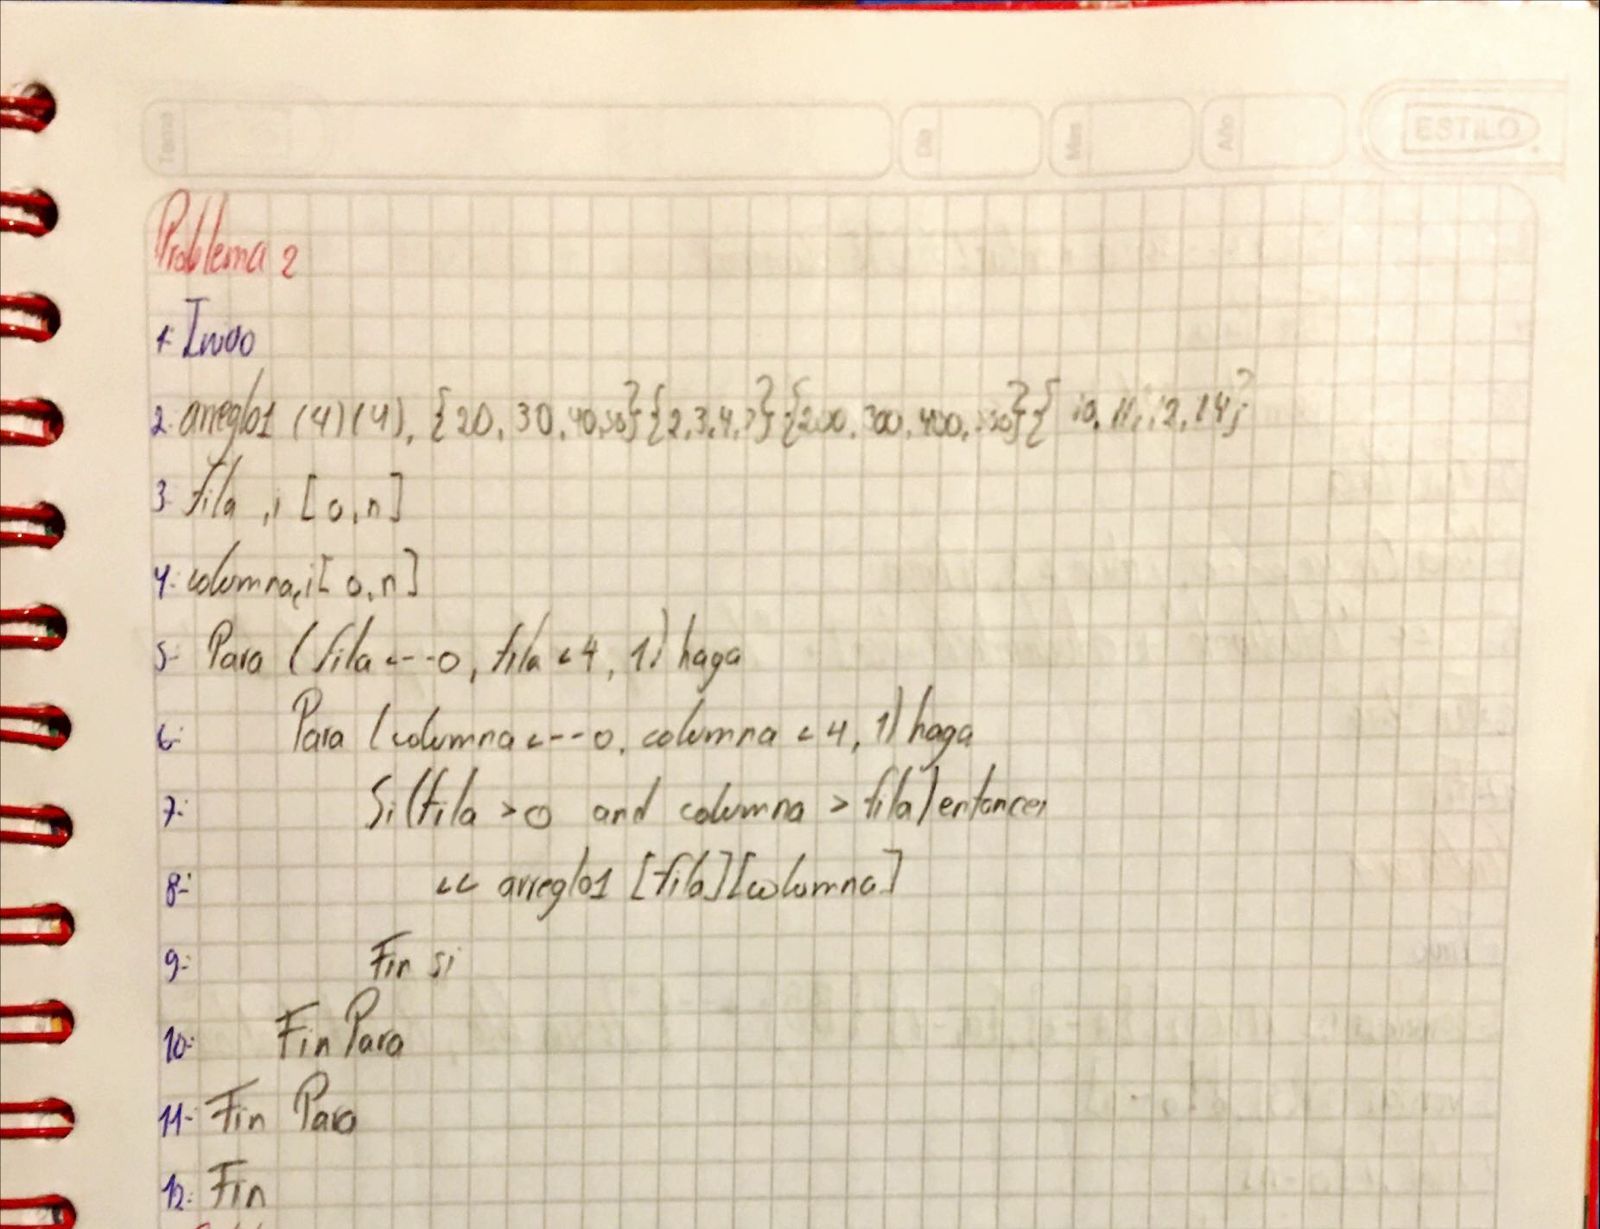 Tema
Día
Mes
Año
ESTILO
Problema 2
1- Inicio
2- arreglo1 (4)(4), {20, 30, 40, 50}{2,3,4, }{200, 300, 400, }{10, 11, 12, 14}
3- fila, i [0,n]
4- columna, i[0,n]
5- Para (fila <--0, fila <4, 1) haga
6- Para (columna <--0, columna <4, 1) haga
7- Si(fila >0 and columna > fila) entonces
8- << arreglo1 [fila][columna]
9- Fin si
10- Fin Para
11- Fin Para
12- Fin